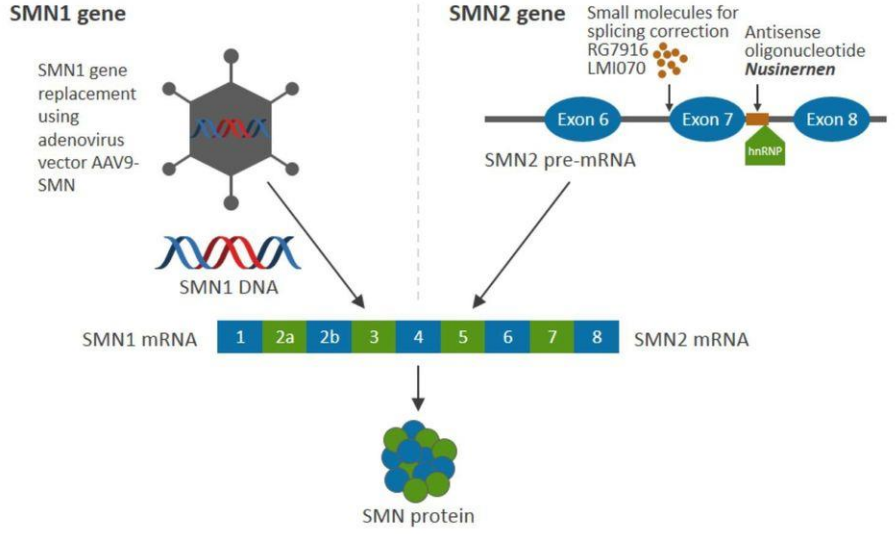 SMN1 gene
SMN1 gene
replacement
using
adenovirus
vector AAV9-
SMN
SMN1 DNA
SMN2 gene
Small molecules for
splicing correction
RG7916
LMI070
Antisense
oligonucleotide
Nusinernen
Exon 6
Exon 7
Exon 8
hnRNP
SMN2 pre-mRNA
SMN1 mRNA
1 2a 2b 3 4 5 6 7 8
SMN2 mRNA
SMN protein